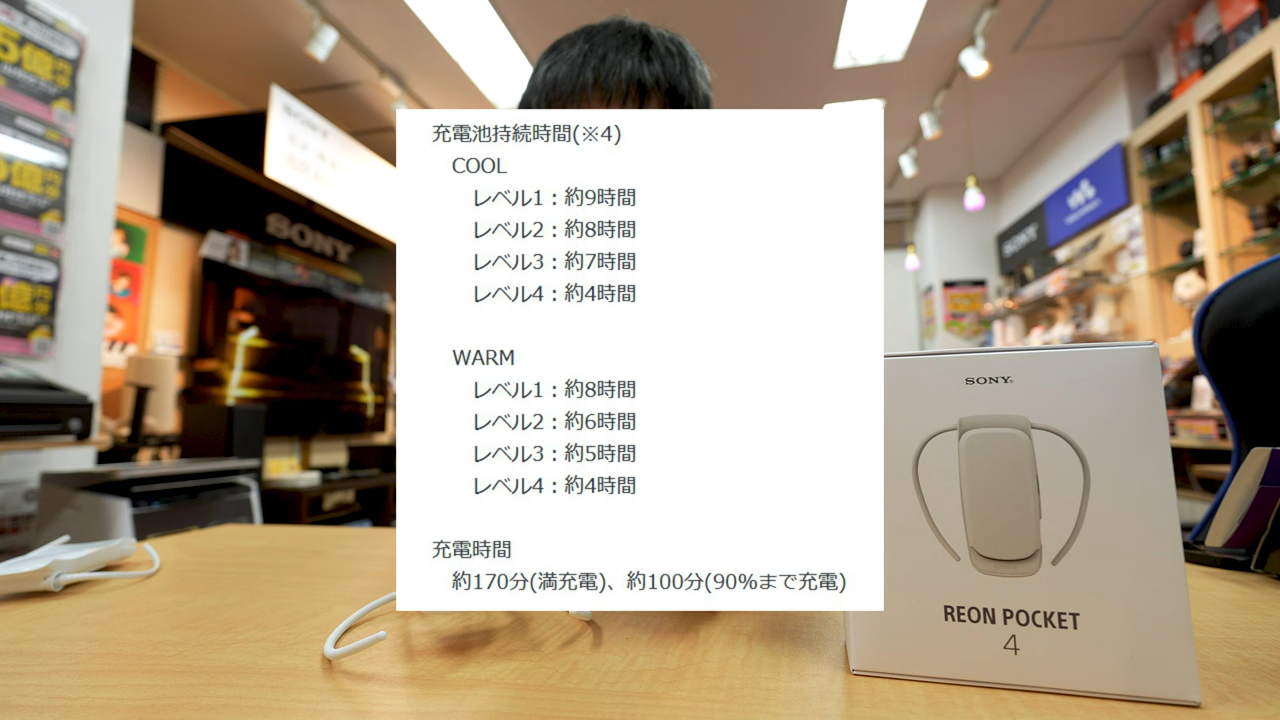 充電池持続時間(※4)
COOL
レベル1：約9時間
レベル2：約8時間
レベル3：約7時間
レベル4：約4時間
WARM
レベル1：約8時間
レベル2：約6時間
レベル3：約5時間
レベル4：約4時間
充電時間
約170分(満充電)、約100分(90%まで充電)
SONY
SONY
SONY
REON POCKET
4